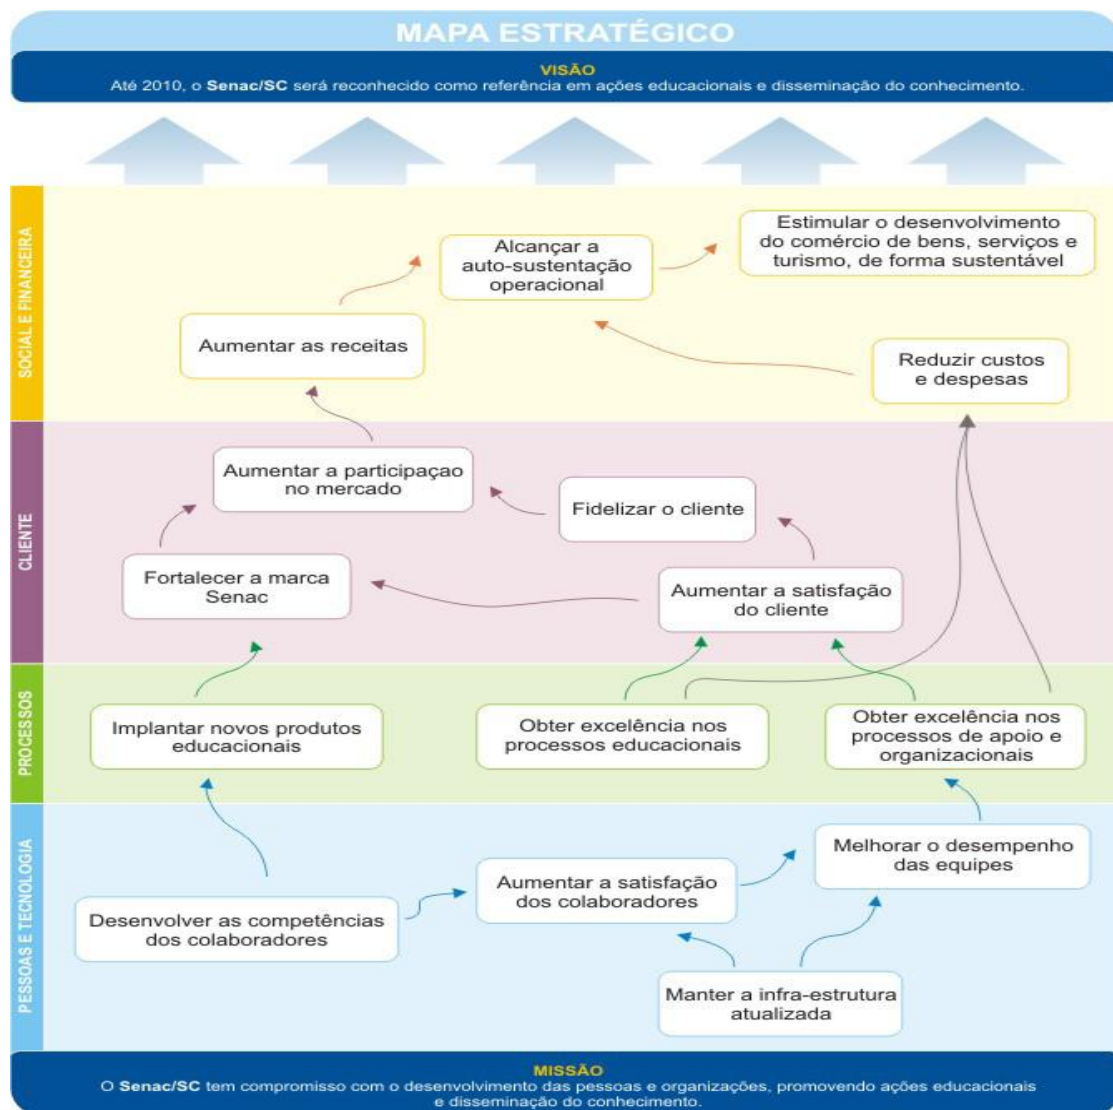 MAPA ESTRATÉGICO
VISÃO
Até 2010, o Senac/SC será reconhecido como referência em ações educacionais e disseminação do conhecimento.
SOCIAL E FINANCEIRA
Estimular o desenvolvimento
do comércio de bens, serviços e
turismo, de forma sustentável
Alcançar a
auto-sustentação
operacional
Aumentar as receitas
Reduzir custos
e despesas
CLIENTE
Aumentar a participaçao
no mercado
Fidelizar o cliente
Fortalecer a marca
Senac
Aumentar a satisfação
do cliente
PROCESSOS
Implantar novos produtos
educacionais
Obter excelência nos
processos educacionais
Obter excelência nos
processos de apoio e
organizacionais
PESSOAS E TECNOLOGIA
Melhorar o desempenho
das equipes
Aumentar a satisfação
dos colaboradores
Desenvolver as competências
dos colaboradores
Manter a infra-estrutura
atualizada
MISSÃO
O Senac/SC tem compromisso com o desenvolvimento das pessoas e organizações, promovendo ações educacionais
e disseminação do conhecimento.